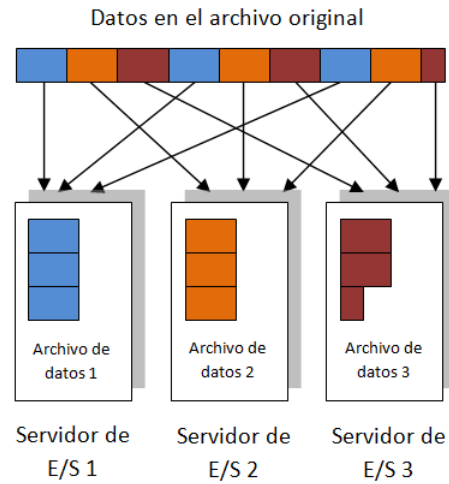 Datos en el archivo original
Archivo de
datos 1
Archivo de
datos 2
Archivo de
datos 3
Servidor de
E/S 1
Servidor de
E/S 2
Servidor de
E/S 3